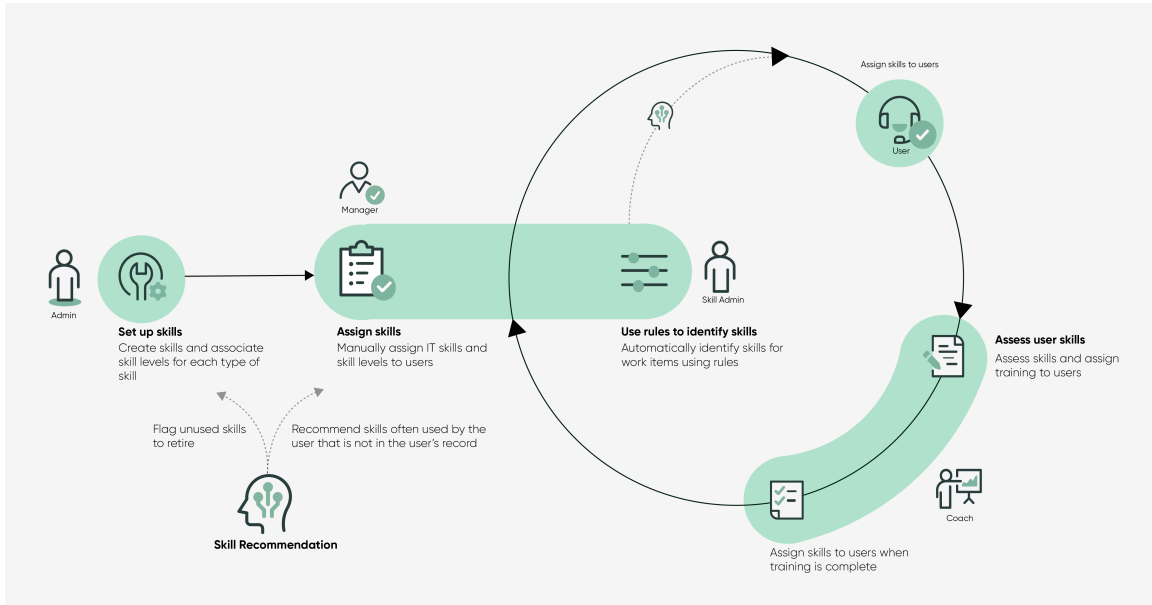 Assign skills to users
User
Manager
Admin
Skill Admin
Set up skills
Create skills and associate
skill levels for each type of
skill
Assign skills
Manually assign IT skills and
skill levels to users
Use rules to identify skills
Automatically identify skills for
work items using rules
Assess user skills
Assess skills and assign
training to users
Flag unused skills
to retire
Recommend skills often used by the
user that is not in the user's record
Skill Recommendation
Coach
Assign skills to users when
training is complete